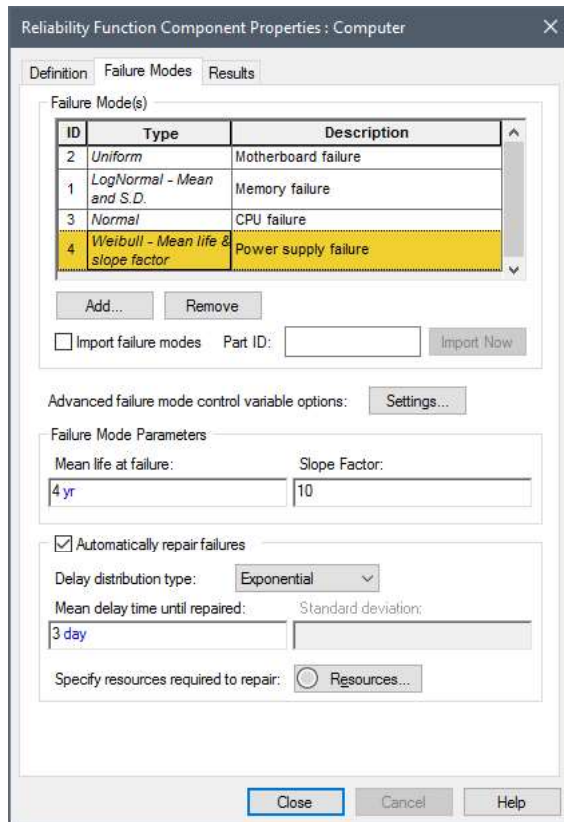 Reliability Function Component Properties : Computer
Definition Failure Modes Results
Failure Mode(s)
ID Type Description
2 Uniform Motherboard failure
1 LogNormal - Mean and S.D. Memory failure
3 Normal CPU failure
4 Weibull - Mean life & slope factor Power supply failure
Add... Remove
Import failure modes Part ID: Import Now
Advanced failure mode control variable options: Settings...
Failure Mode Parameters
Mean life at failure: Slope Factor:
4 yr 10
Automatically repair failures
Delay distribution type: Exponential
Mean delay time until repaired: Standard deviation:
3 day
Specify resources required to repair: Resources...
Close Cancel Help